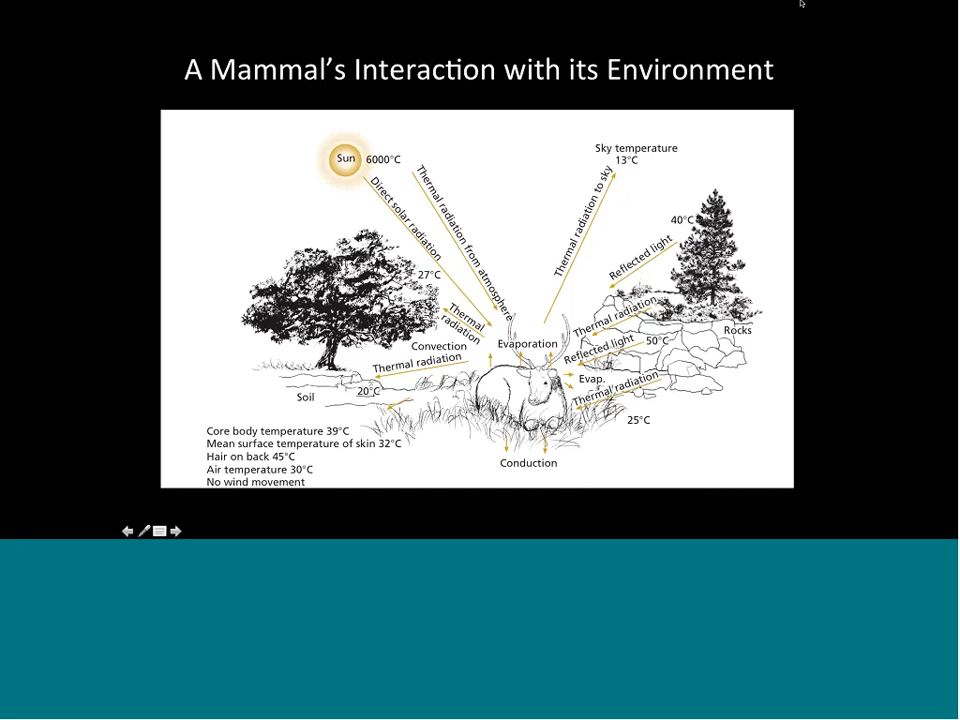 A Mammal's Interaction with its Environment
Sun 6000°C
Sky temperature
13°C
Direct solar radiation
Thermal radiation from atmosphere
Thermal radiation to sky
40°C
Reflected light
27°C
Thermal
radiation
Thermal radiation
Rocks
Convection
Evaporation
Reflected light
50°C
Thermal radiation
Evap.
Thermal radiation
20°C
Soil
25°C
Core body temperature 39°C
Mean surface temperature of skin 32°C
Hair on back 45°C
Air temperature 30°C
No wind movement
Conduction